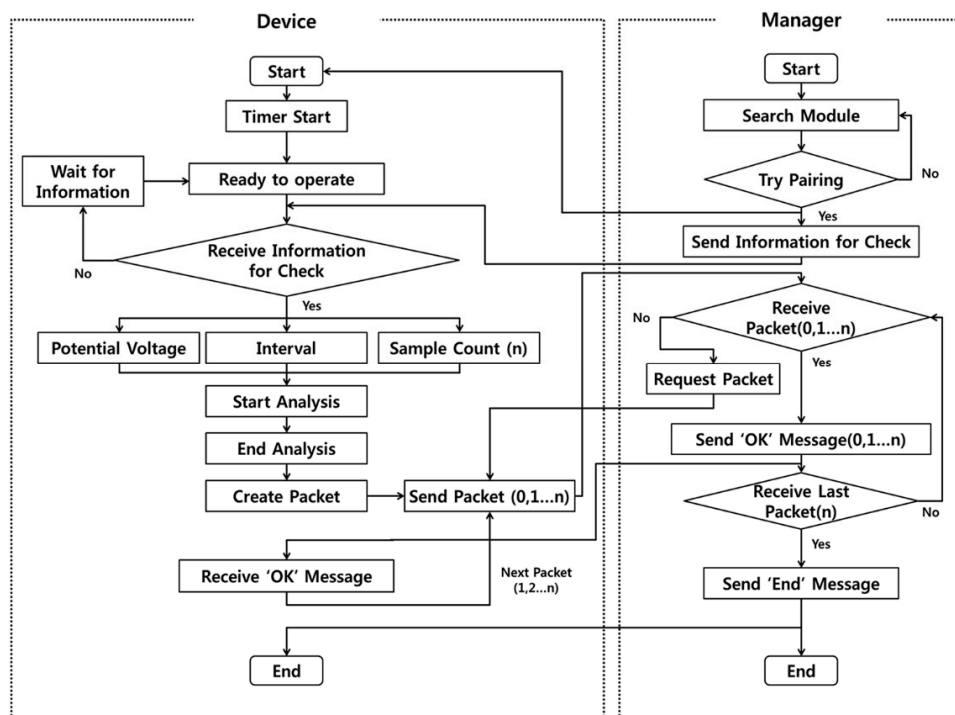 Device
Start
Timer Start
Wait for
Information
Ready to operate
Receive Information
for Check
No
Yes
Potential Voltage
Interval
Sample Count (n)
Start Analysis
End Analysis
Create Packet
Send Packet (0,1...n)
Receive ‘OK’ Message
Next Packet
(1,2...n)
End
Manager
Start
Search Module
Try Pairing
No
Yes
Send Information for Check
Receive
Packet(0,1...n)
No
Request Packet
Yes
Send ‘OK’ Message(0,1...n)
Receive Last
Packet(n)
No
Yes
Send ‘End’ Message
End